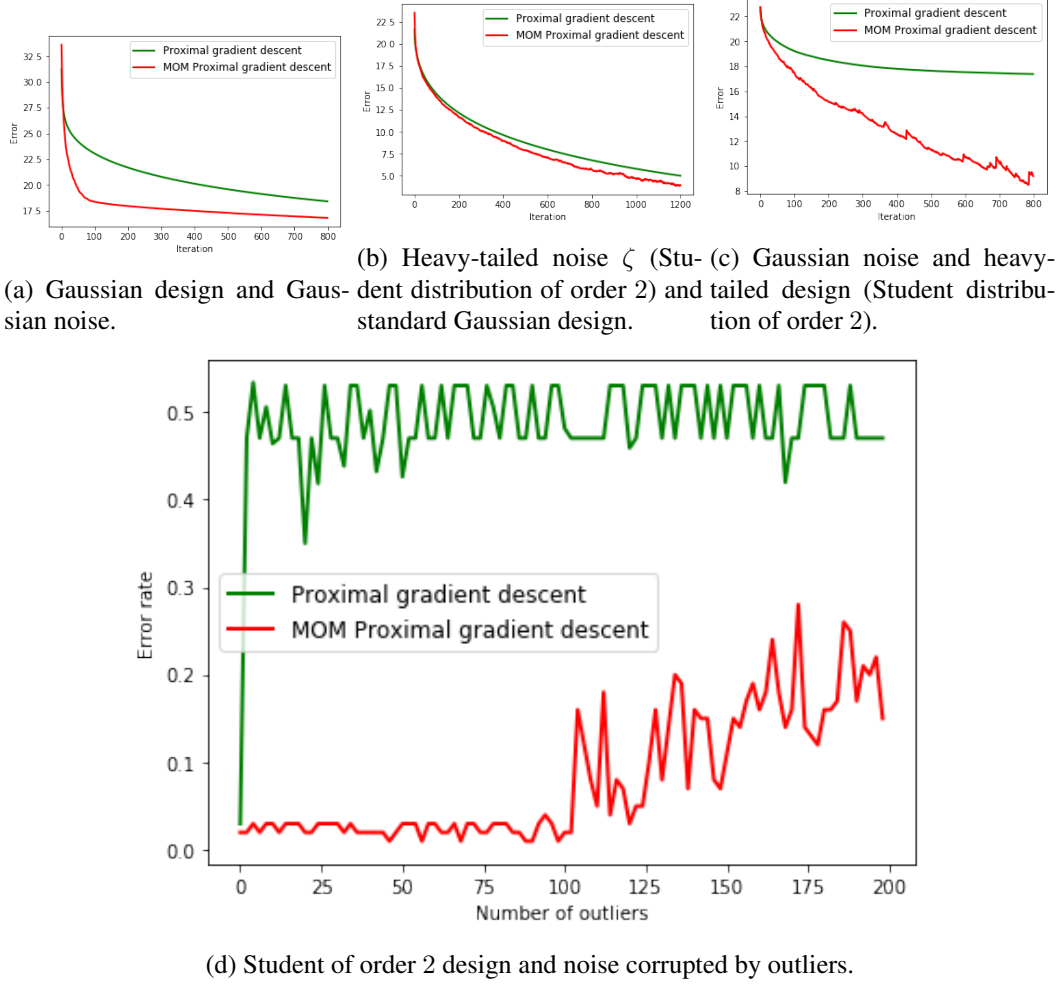 Proximal gradient descent
MOM Proximal gradient descent
Error
32.5
30.0
27.5
25.0
22.5
20.0
17.5
0 100 200 300 400 500 600 700 800
Iteration
(a) Gaussian design and Gaus-
sian noise.
Proximal gradient descent
MOM Proximal gradient descent
Error
22.5
20.0
17.5
15.0
12.5
10.0
7.5
5.0
0 200 400 600 800 1000 1200
Iteration
(b) Heavy-tailed noise ζ (Stu-
dent distribution of order 2) and
standard Gaussian design.
Proximal gradient descent
MOM Proximal gradient descent
Error
22
20
18
16
14
12
10
8
0 100 200 300 400 500 600 700 800
Iteration
(c) Gaussian noise and heavy-
tailed design (Student distribu-
tion of order 2).
Proximal gradient descent
MOM Proximal gradient descent
Error rate
0.5
0.4
0.3
0.2
0.1
0.0
0 25 50 75 100 125 150 175 200
Number of outliers
(d) Student of order 2 design and noise corrupted by outliers.